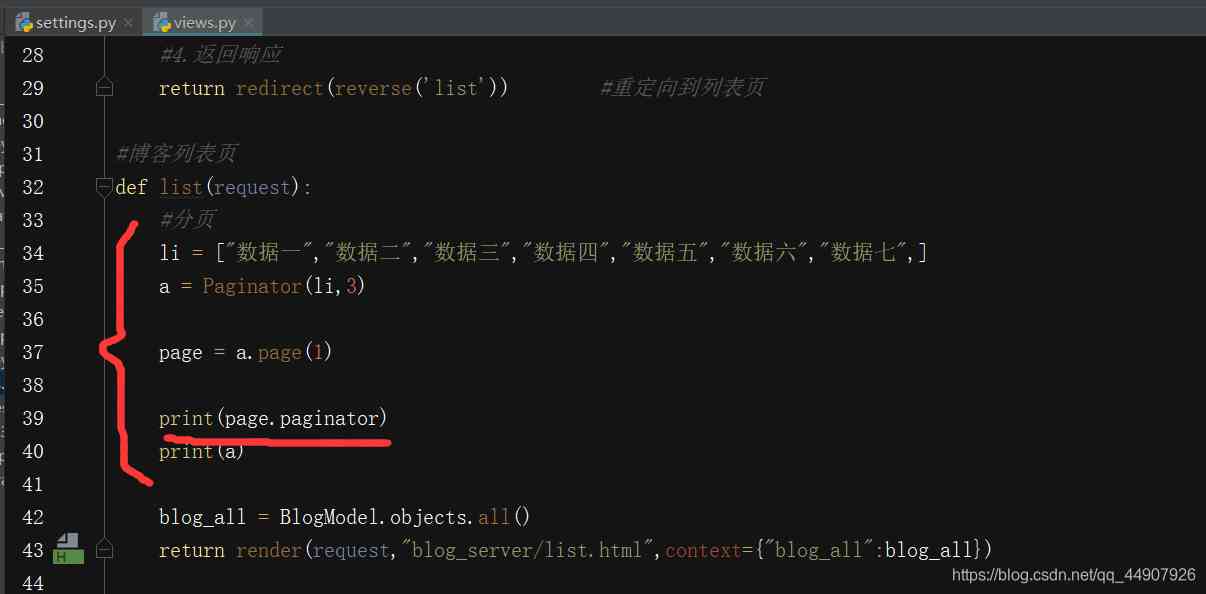 settings.py × views.py ×
28 #4.返回响应
29 return redirect(reverse('list')) #重定向到列表页
30
31 #博客列表页
32 def list(request):
33 #分页
34 li = ["数据一","数据二","数据三","数据四","数据五","数据六","数据七",]
35 a = Paginator(li,3)
36
37 page = a.page(1)
38
39 print(page.paginator)
40 print(a)
41
42 blog_all = BlogModel.objects.all()
43 H return render(request,"blog_server/list.html",context={"blog_all":blog_all})
44
https://blog.csdn.net/qq_44907926